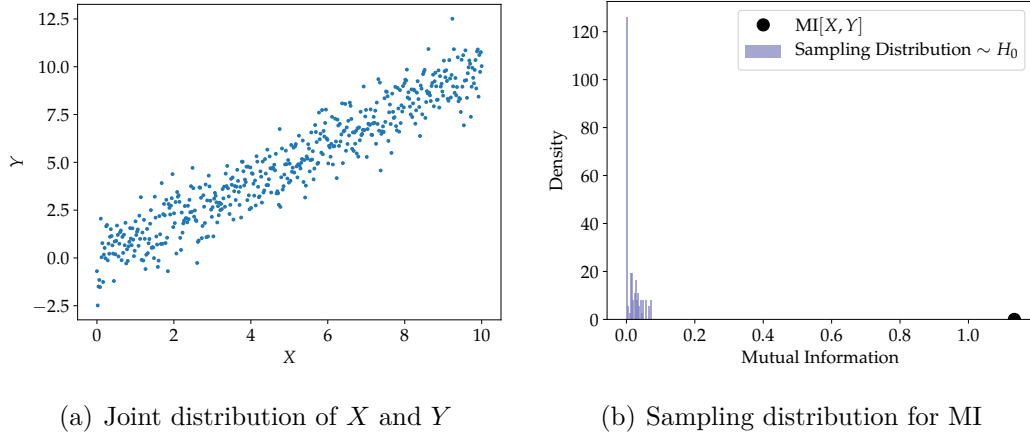 12.5
10.0
7.5
5.0
2.5
0.0
−2.5
Y
0 2 4 6 8 10
X
(a) Joint distribution of X and Y
MI[X, Y]
Sampling Distribution ∼ H₀
120
100
80
60
40
20
0
Density
0.0 0.2 0.4 0.6 0.8 1.0
Mutual Information
(b) Sampling distribution for MI